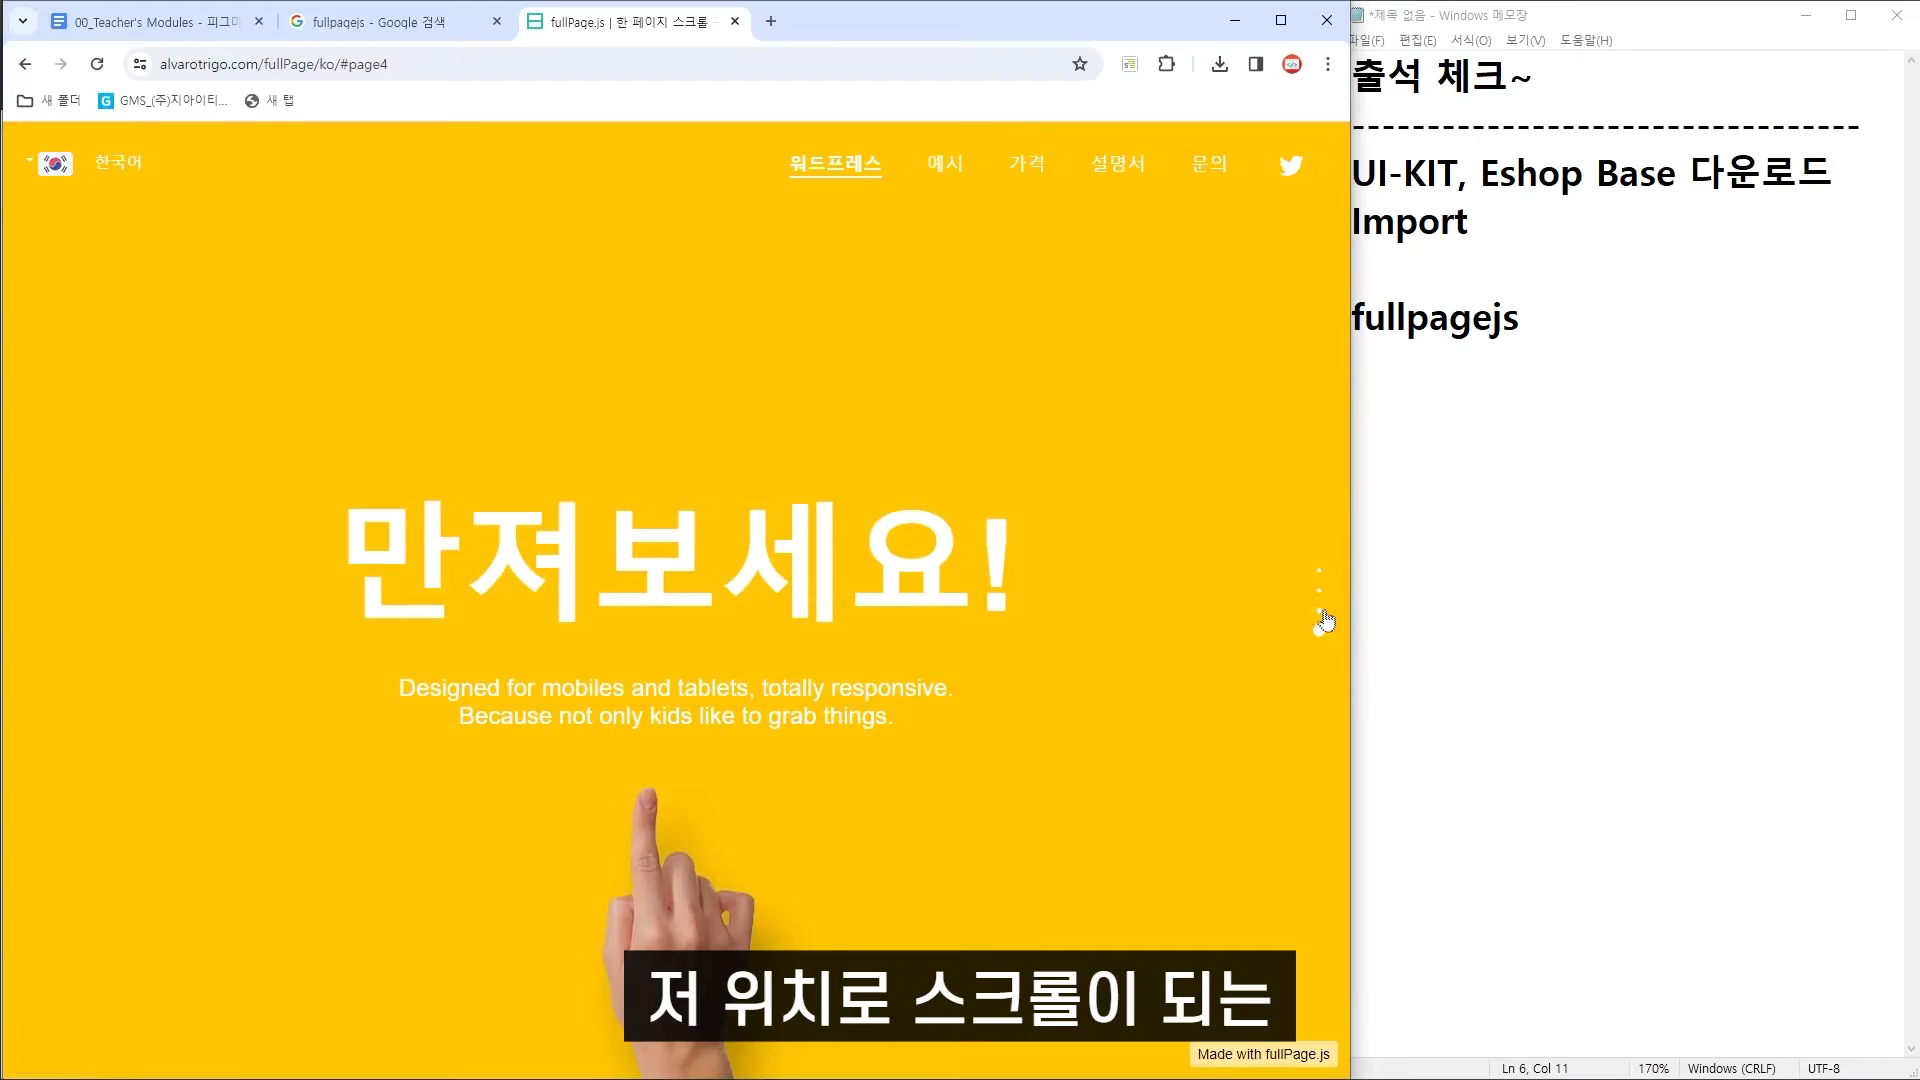 00_Teacher's Modules - 피그마
fullpagejs - Google 검색
fullPage.js | 한 페이지 스크롤
alvarotrigo.com/fullPage/ko/#page4
새 폴더
GMS_(주)지아이티...
새 탭
한국어
워드프레스
예시
가격
설명서
문의
만져보세요!
Designed for mobiles and tablets, totally responsive.
Because not only kids like to grab things.
저 위치로 스크롤이 되는
Made with fullPage.js
*제목 없음 - Windows 메모장
파일(F) 편집(E) 서식(O) 보기(V) 도움말(H)
출석 체크~
----------------------------------
UI-KIT, Eshop Base 다운로드
Import
fullpagejs
Ln 6, Col 11
170%
Windows (CRLF)
UTF-8